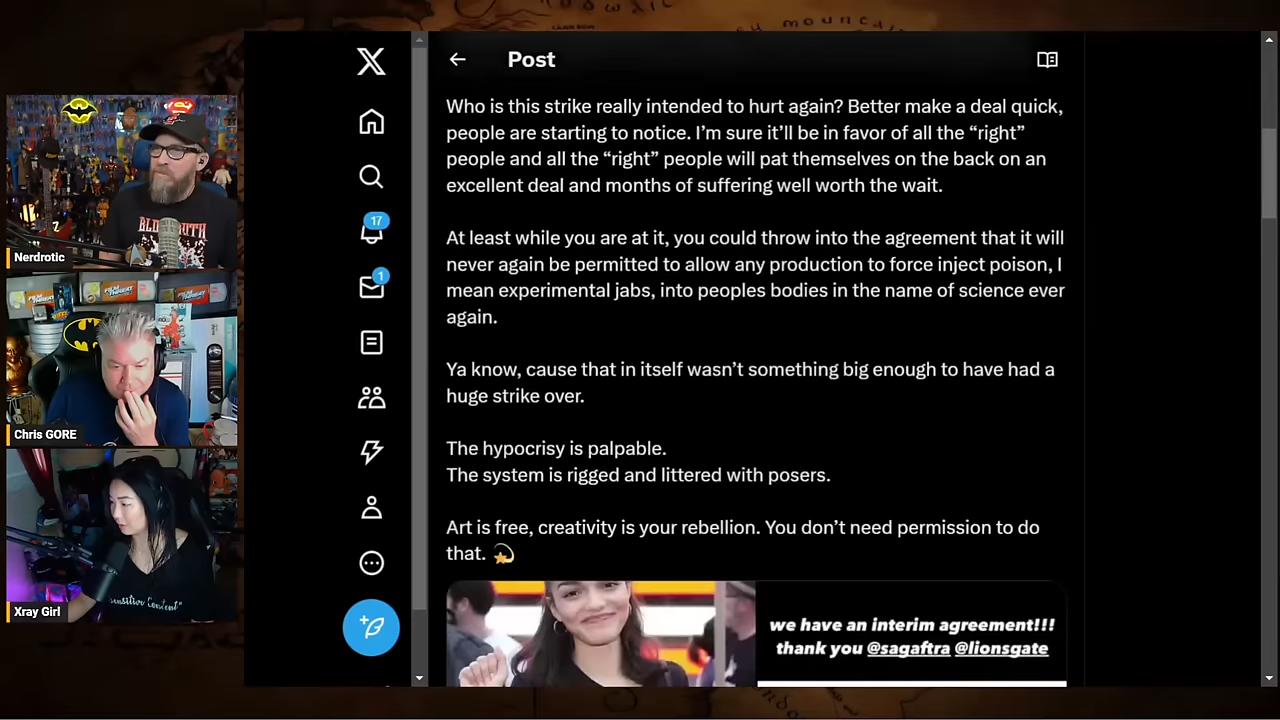 Post
Who is this strike really intended to hurt again? Better make a deal quick,
people are starting to notice. I’m sure it’ll be in favor of all the “right”
people and all the “right” people will pat themselves on the back on an
excellent deal and months of suffering well worth the wait.
At least while you are at it, you could throw into the agreement that it will
never again be permitted to allow any production to force inject poison, I
mean experimental jabs, into peoples bodies in the name of science ever
again.
Ya know, cause that in itself wasn’t something big enough to have had a
huge strike over.
The hypocrisy is palpable.
The system is rigged and littered with posers.
Art is free, creativity is your rebellion. You don’t need permission to do
that. 💫
we have an interim agreement!!!
thank you @sagaftra @lionsgate
17
1
Nerdrotic
Chris GORE
Xray Girl